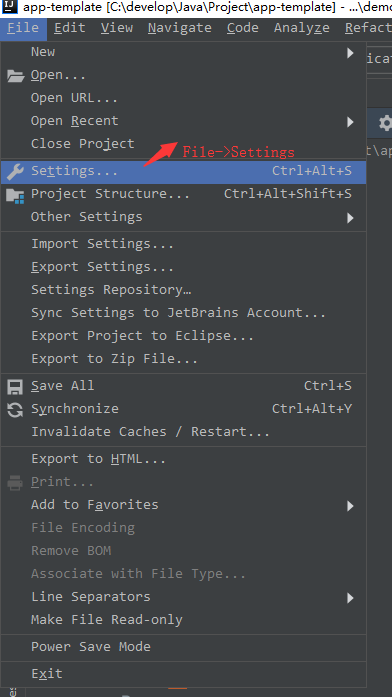 app-template [C:\develop\Java\Project\app-template] - ...\demo
File Edit View Navigate Code Analyze Refact
New
Open...
Open URL...
Open Recent
Close Project
File->Settings
Settings... Ctrl+Alt+S
Project Structure... Ctrl+Alt+Shift+S
Other Settings
Import Settings...
Export Settings...
Settings Repository…
Sync Settings to JetBrains Account...
Export Project to Eclipse...
Export to Zip File...
Save All Ctrl+S
Synchronize Ctrl+Alt+Y
Invalidate Caches / Restart...
Export to HTML...
Print...
Add to Favorites
File Encoding
Remove BOM
Associate with File Type...
Line Separators
Make File Read-only
Power Save Mode
Exit